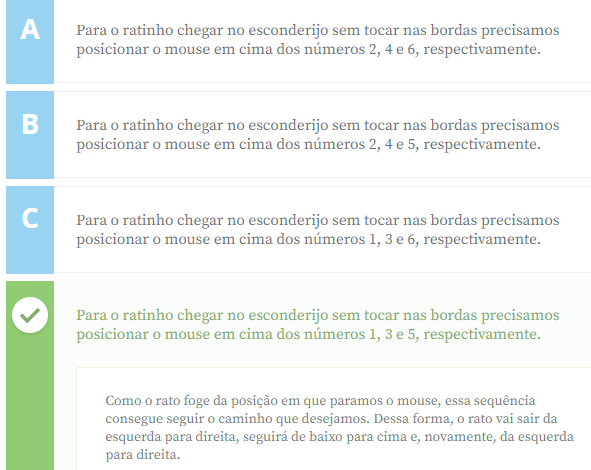 A
Para o ratinho chegar no esconderijo sem tocar nas bordas precisamos
posicionar o mouse em cima dos números 2, 4 e 6, respectivamente.
B
Para o ratinho chegar no esconderijo sem tocar nas bordas precisamos
posicionar o mouse em cima dos números 2, 4 e 5, respectivamente.
C
Para o ratinho chegar no esconderijo sem tocar nas bordas precisamos
posicionar o mouse em cima dos números 1, 3 e 6, respectivamente.
Para o ratinho chegar no esconderijo sem tocar nas bordas precisamos
posicionar o mouse em cima dos números 1, 3 e 5, respectivamente.
Como o rato foge da posição em que paramos o mouse, essa sequência
consegue seguir o caminho que desejamos. Dessa forma, o rato vai sair da
esquerda para direita, seguirá de baixo para cima e, novamente, da esquerda
para direita.